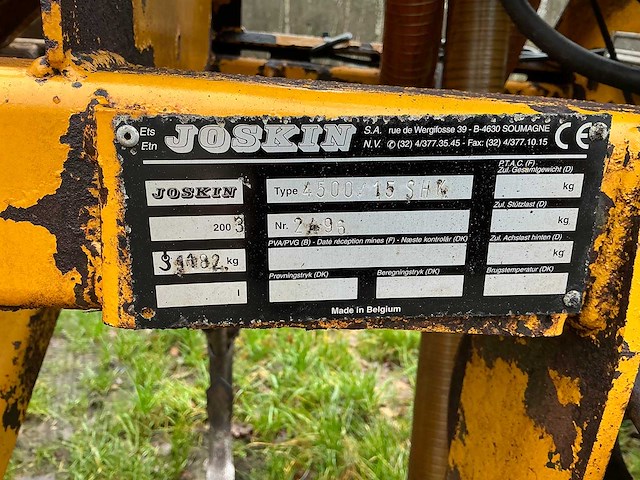 Ets
Etn
JOSKIN
S.A. rue de Wergifosse 39 - B-4630 SOUMAGNE
N.V. ✆ (32) 4/377.35.45 - Fax: (32) 4/377.10.15
CE
JOSKIN
Type 4500/15 SHK
P.T.A.C. (F)
Zul. Gesamtgewicht (D)
kg
2003
Nr. 2496
Zul. Stützlast (D)
kg
kg
PVA/PVG (B) - Date réception mines (F) - Næste kontrolár (DK)
Zul. Achslast hinten (D)
kg
l
Prøvningstryk (DK)
Beregningstryk (DK)
Brugstemperatur (DK)
Made in Belgium